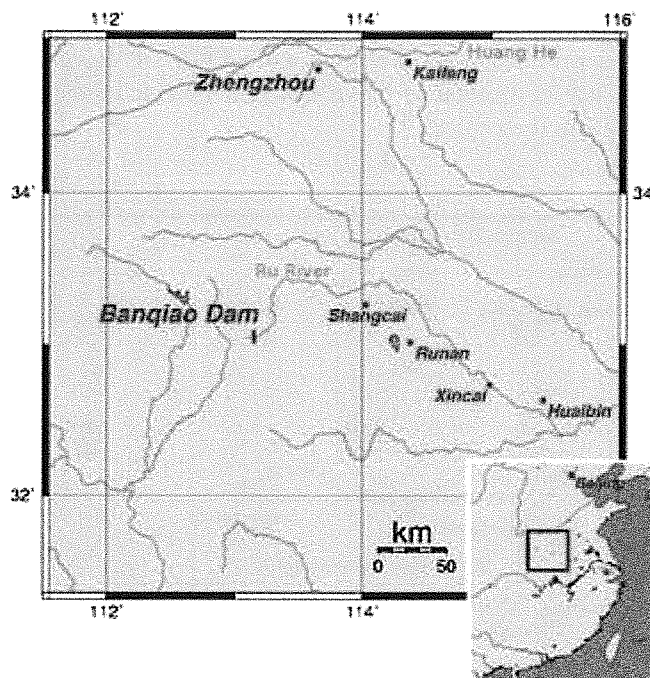 112' 114' 116'
Huang He
Zhengzhou
Kaifeng
34' 34'
Ru River
Banqiao Dam
Shangcai
Runan
Xincai
Huaibin
32'
Beijing
km
0 50
112' 114'